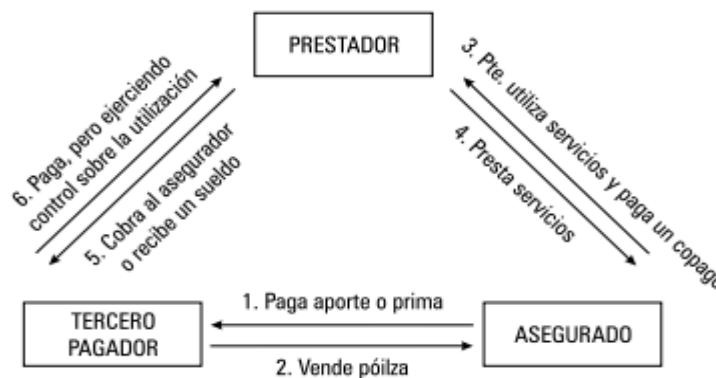 PRESTADOR
6. Paga, pero ejerciendo
control sobre la utilización
5. Cobra al asegurador
o recibe un sueldo
3. Pte. utiliza servicios y paga un copago
4. Presta servicios
TERCERO
PAGADOR
1. Paga aporte o prima
2. Vende póilza
ASEGURADO